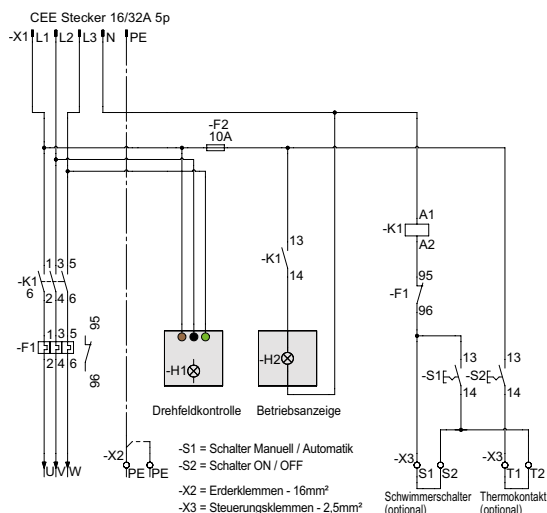 CEE Stecker 16/32A 5p
-X1 L1 L2 L3 N PE
-F2
10A
A1
-K1
A2
13
-K1
14
1 3 5
-K1
6
2 4 6
95
-F1
96
1 3 5
-F1
2 4 6
95
96
-H1
-H2
13
-S1
14
13
-S2
14
Drehfeldkontrolle
Betriebsanzeige
-X2
PE PE
U V W
-S1 = Schalter Manuell / Automatik
-S2 = Schalter ON / OFF
-X2 = Erderklemmen - 16mm²
-X3 = Steuerungsklemmen - 2,5mm²
-X3
S1 S2
-X3
T1 T2
Schwimmerschalter
(optional)
Thermokontakt
(optional)